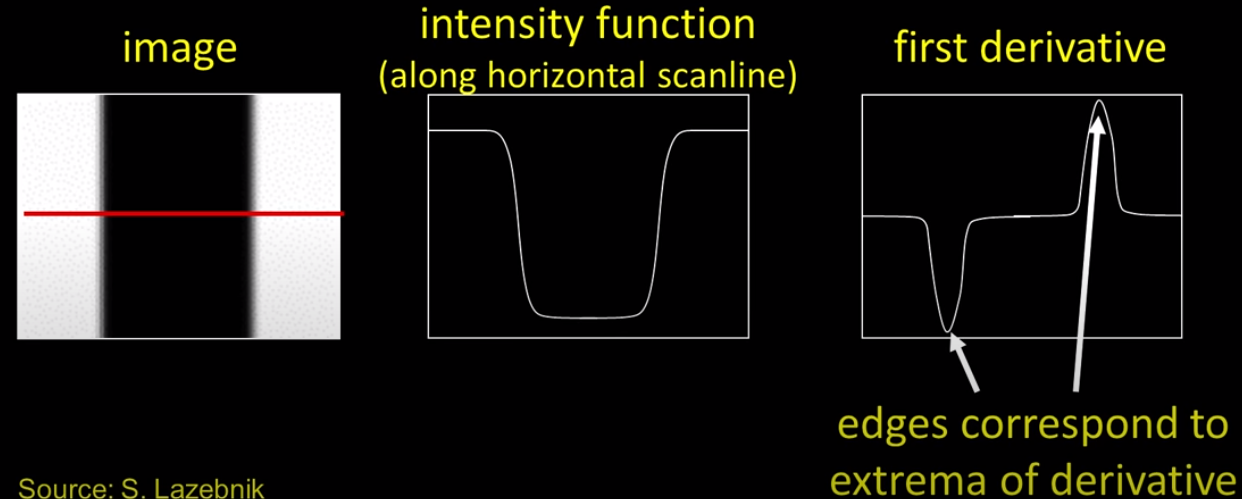 image
intensity function
(along horizontal scanline)
first derivative
edges correspond to
extrema of derivative
Source: S. Lazebnik